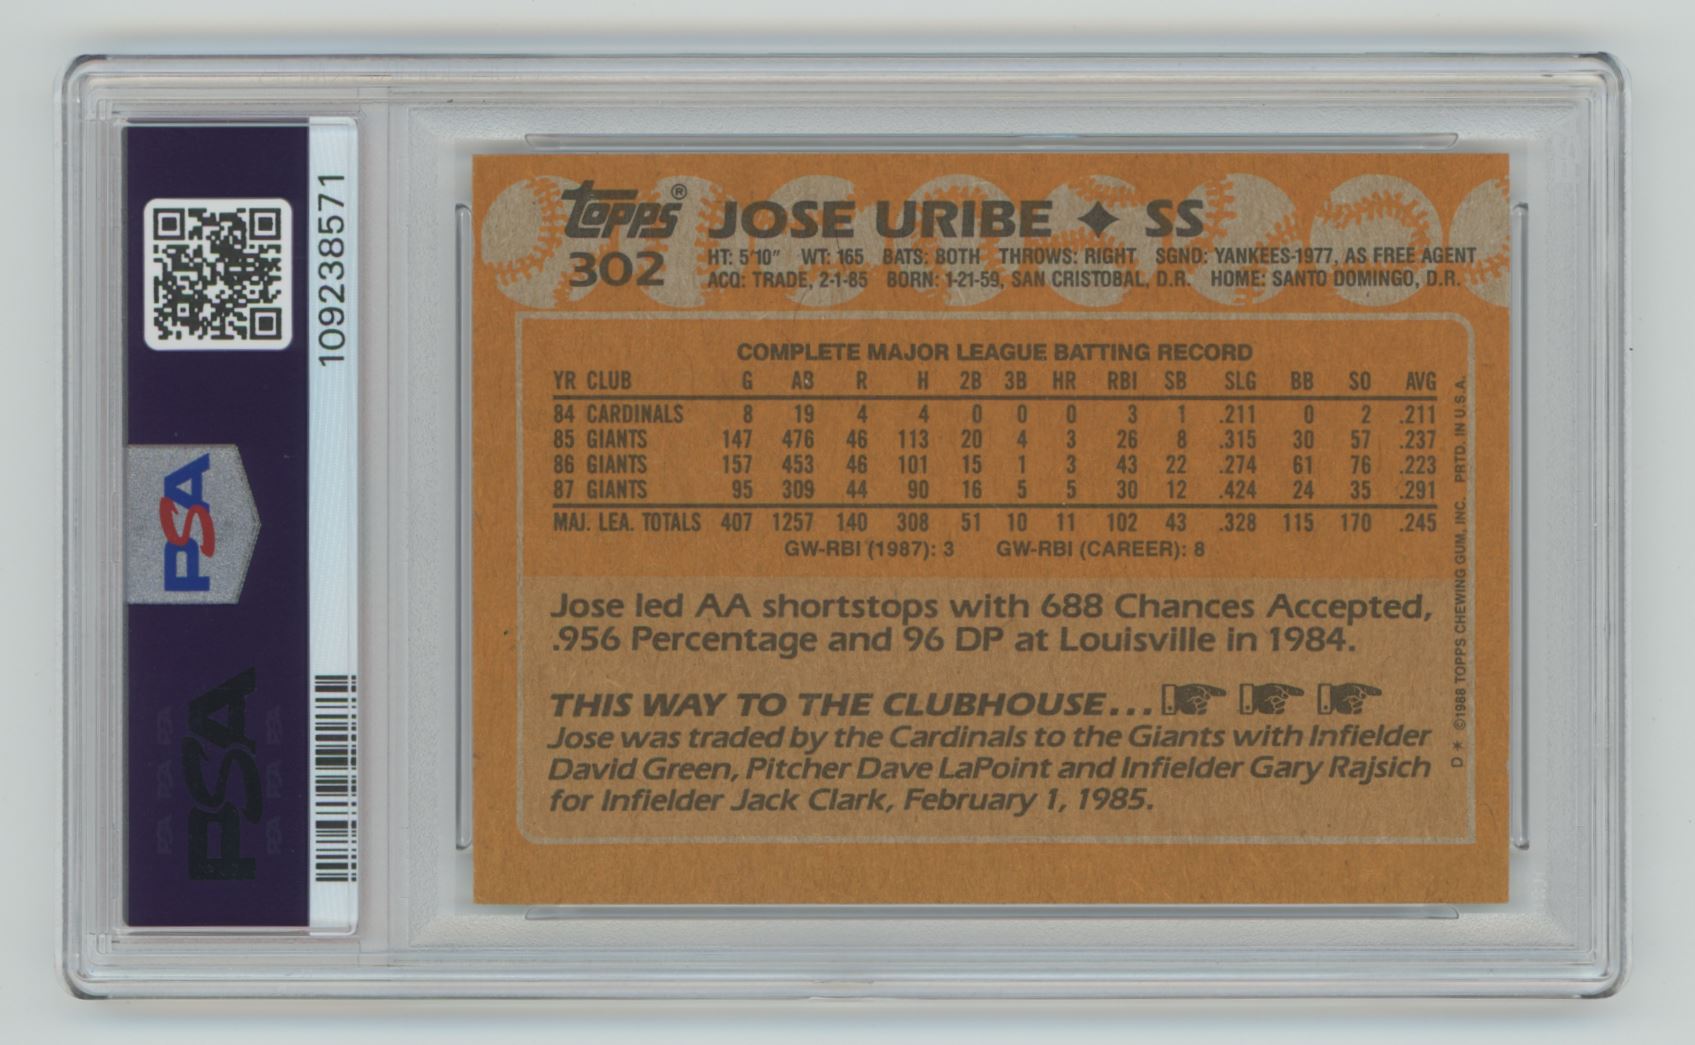 109238571
PSA
PSA
Topps® JOSE URIBE ✦ SS
302
HT: 5'10" WT: 165 BATS: BOTH THROWS: RIGHT SGND: YANKEES-1977, AS FREE AGENT
ACQ: TRADE, 2-1-85 BORN: 1-21-59, SAN CRISTOBAL, D.R. HOME: SANTO DOMINGO, D.R.
COMPLETE MAJOR LEAGUE BATTING RECORD
YR CLUB G AB R H 2B 3B HR RBI SB SLG BB SO AVG
84 CARDINALS 8 19 4 4 0 0 0 3 1 .211 0 2 .211
85 GIANTS 147 476 46 113 20 4 3 26 8 .315 30 57 .237
86 GIANTS 157 453 46 101 15 1 3 43 22 .274 61 76 .223
87 GIANTS 95 309 44 90 16 5 5 30 12 .424 24 35 .291
MAJ. LEA. TOTALS 407 1257 140 308 51 10 11 102 43 .328 115 170 .245
GW-RBI (1987): 3 GW-RBI (CAREER): 8
Jose led AA shortstops with 688 Chances Accepted,
.956 Percentage and 96 DP at Louisville in 1984.
THIS WAY TO THE CLUBHOUSE...
Jose was traded by the Cardinals to the Giants with Infielder
David Green, Pitcher Dave LaPoint and Infielder Gary Rajsich
for Infielder Jack Clark, February 1, 1985.
D* ©1988 TOPPS CHEWING GUM, INC. PRTD. IN U.S.A.